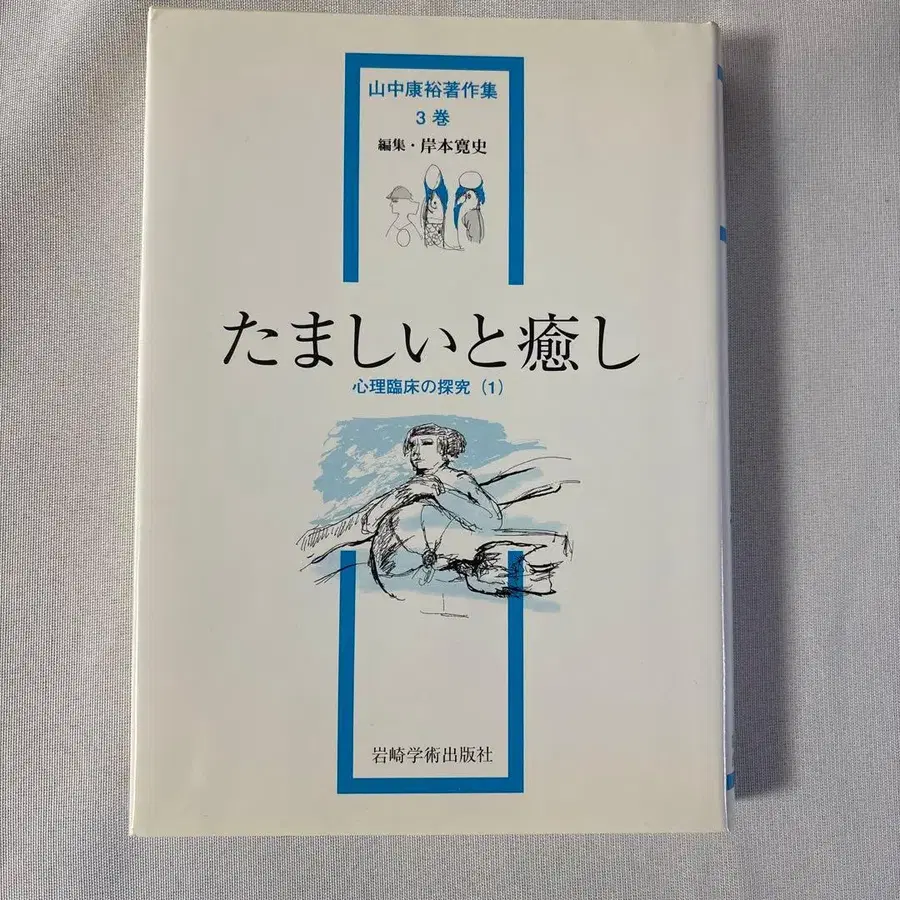 山中康裕著作集
3巻
編集・岸本寛史
たましいと癒し
心理臨床の探究（1）
岩崎学術出版社